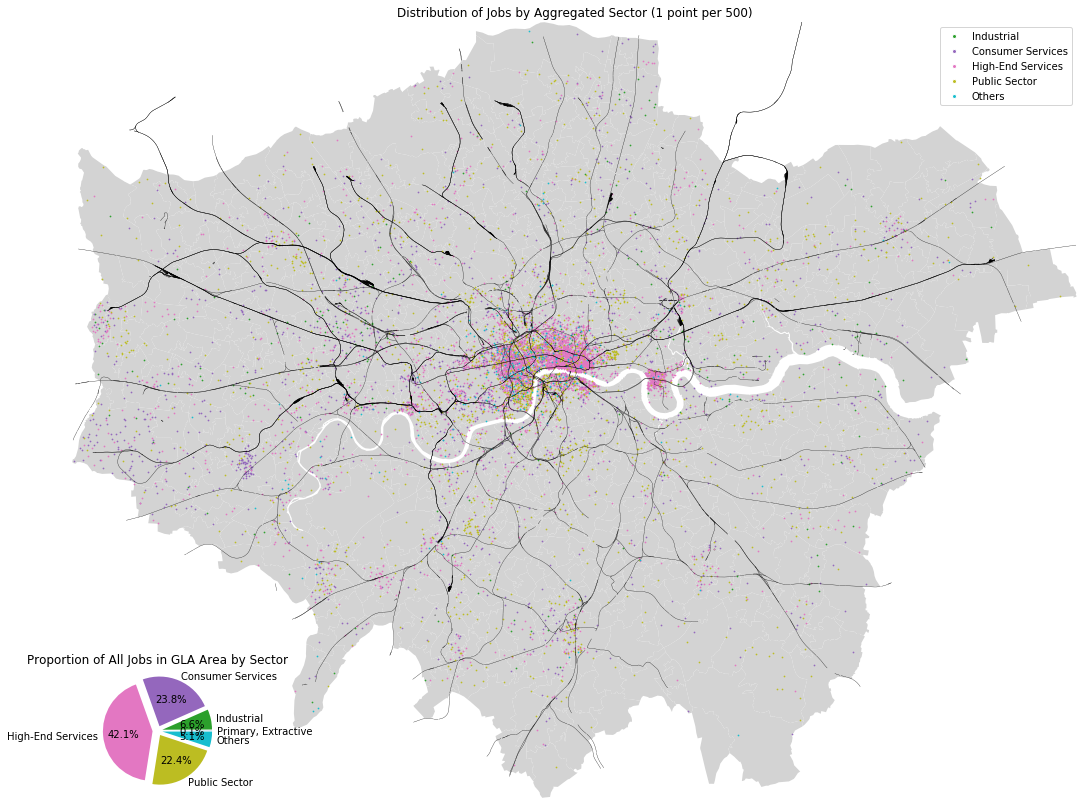 Distribution of Jobs by Aggregated Sector (1 point per 500)
Industrial
Consumer Services
High-End Services
Public Sector
Others
Proportion of All Jobs in GLA Area by Sector
Consumer Services
23.8%
Industrial
6.6%
Primary, Extractive
Others
5.1%
High-End Services
42.1%
22.4%
Public Sector